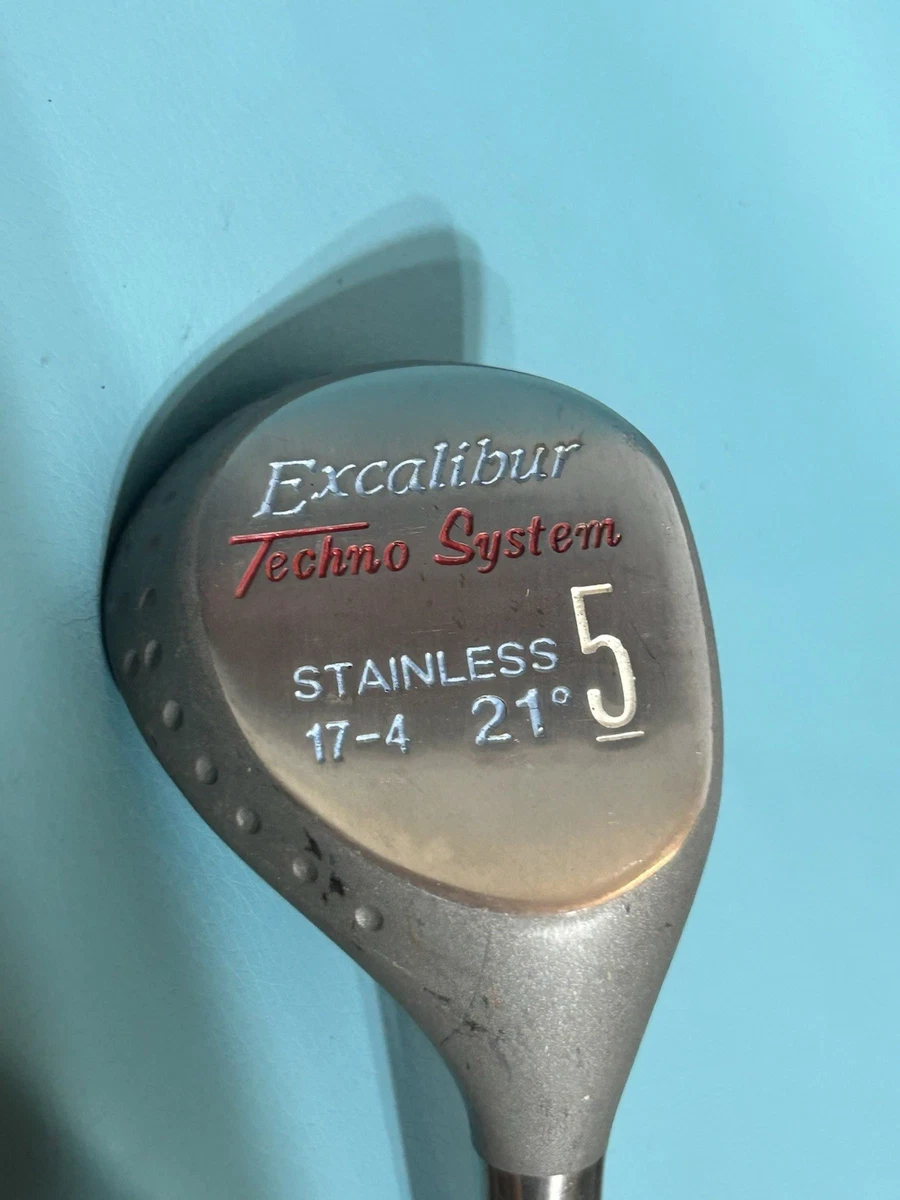 Excalibur
Techno System
STAINLESS 5
17-4 21°